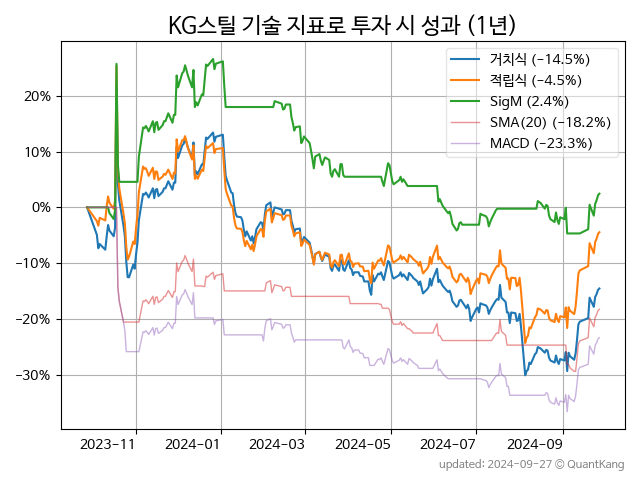 KG스틸 기술 지표로 투자 시 성과 (1년)
거치식 (−14.5%)
적립식 (−4.5%)
SigM (2.4%)
SMA(20) (−18.2%)
MACD (−23.3%)
20%
10%
0%
−10%
−20%
−30%
2023-11 2024-01 2024-03 2024-05 2024-07 2024-09
updated: 2024-09-27 © QuantKang